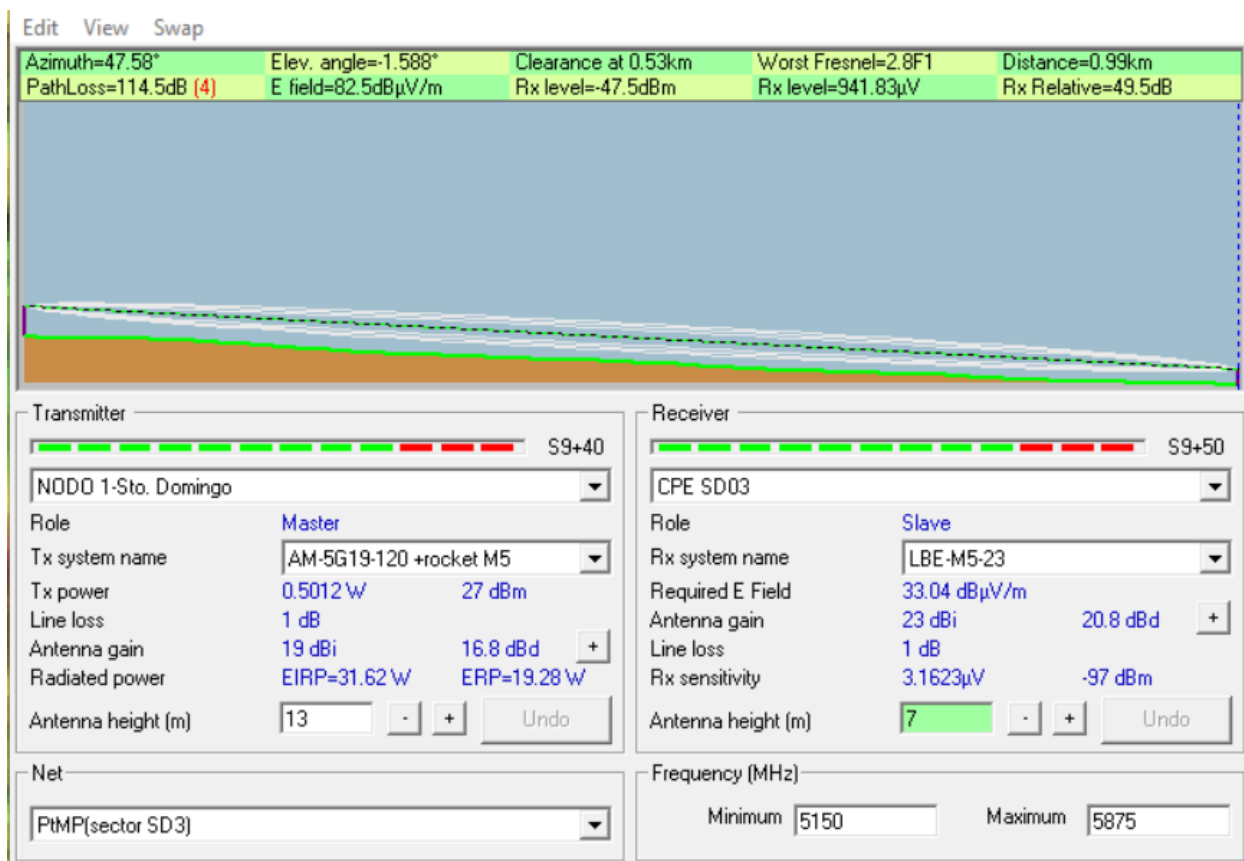 Edit View Swap
Azimuth=47.58° Elev. angle=-1.588° Clearance at 0.53km Worst Fresnel=2.8F1 Distance=0.99km
PathLoss=114.5dB (4) E field=82.5dBµV/m Rx level=-47.5dBm Rx level=941.83µV Rx Relative=49.5dB
Transmitter
S9+40
NODO 1-Sto. Domingo
Role Master
Tx system name AM-5G19-120 +rocket M5
Tx power 0.5012 W 27 dBm
Line loss 1 dB
Antenna gain 19 dBi 16.8 dBd +
Radiated power EIRP=31.62 W ERP=19.28 W
Antenna height (m) 13 - + Undo
Receiver
S9+50
CPE SD03
Role Slave
Rx system name LBE-M5-23
Required E Field 33.04 dBµV/m
Antenna gain 23 dBi 20.8 dBd +
Line loss 1 dB
Rx sensitivity 3.1623µV -97 dBm
Antenna height (m) 7 - + Undo
Net
PtMP(sector SD3)
Frequency (MHz)
Minimum 5150 Maximum 5875